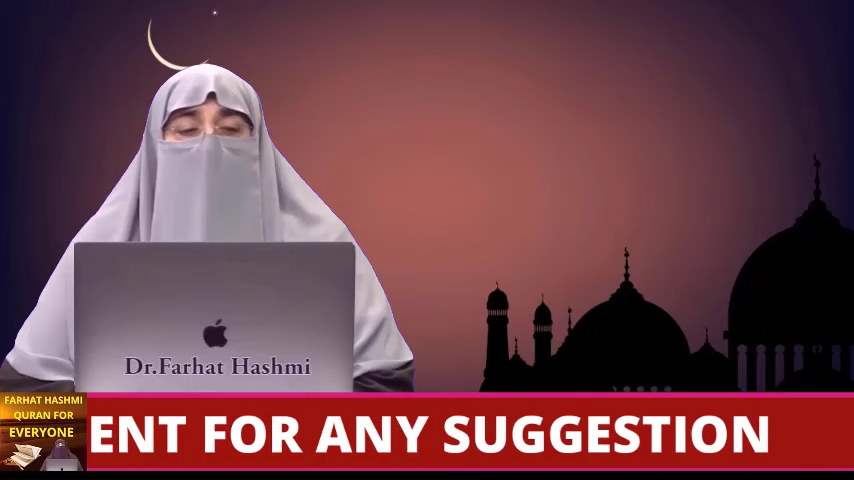 Dr.Farhat Hashmi
FARHAT HASHMI
QURAN FOR
EVERYONE
ENT FOR ANY SUGGESTION